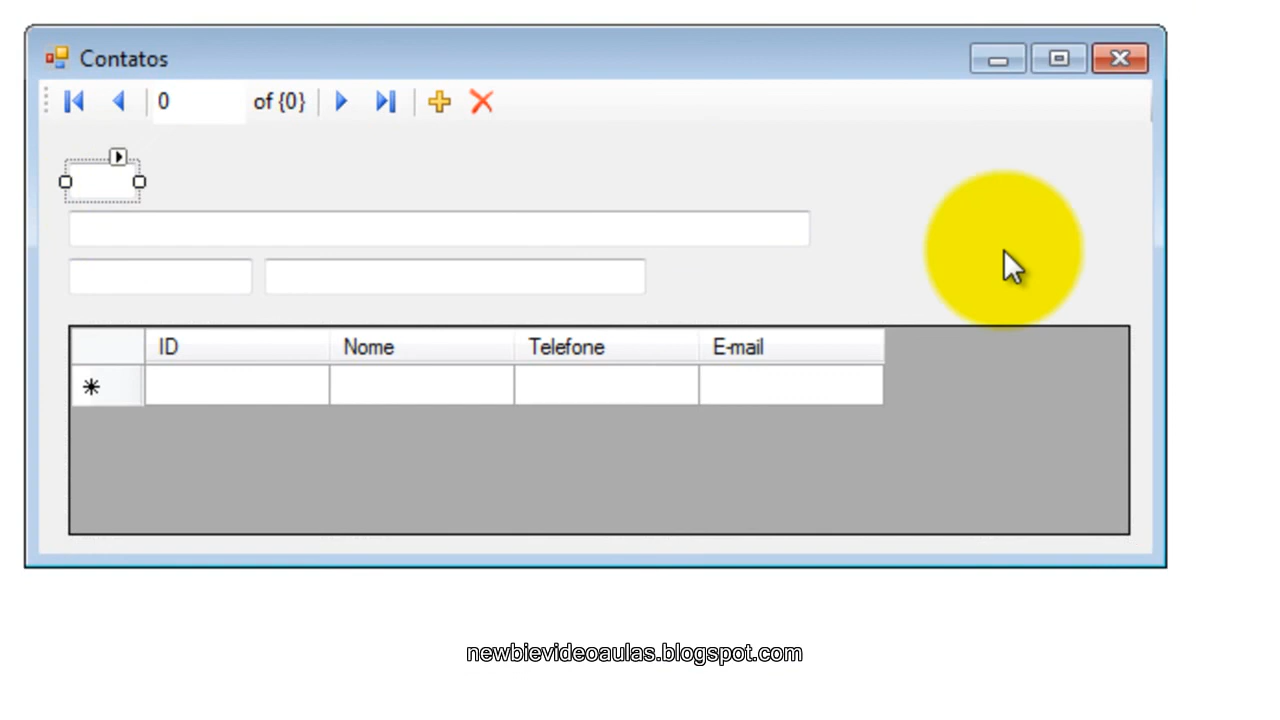 Contatos
0 of {0}
ID Nome Telefone E-mail
newbievideoaulas.blogspot.com